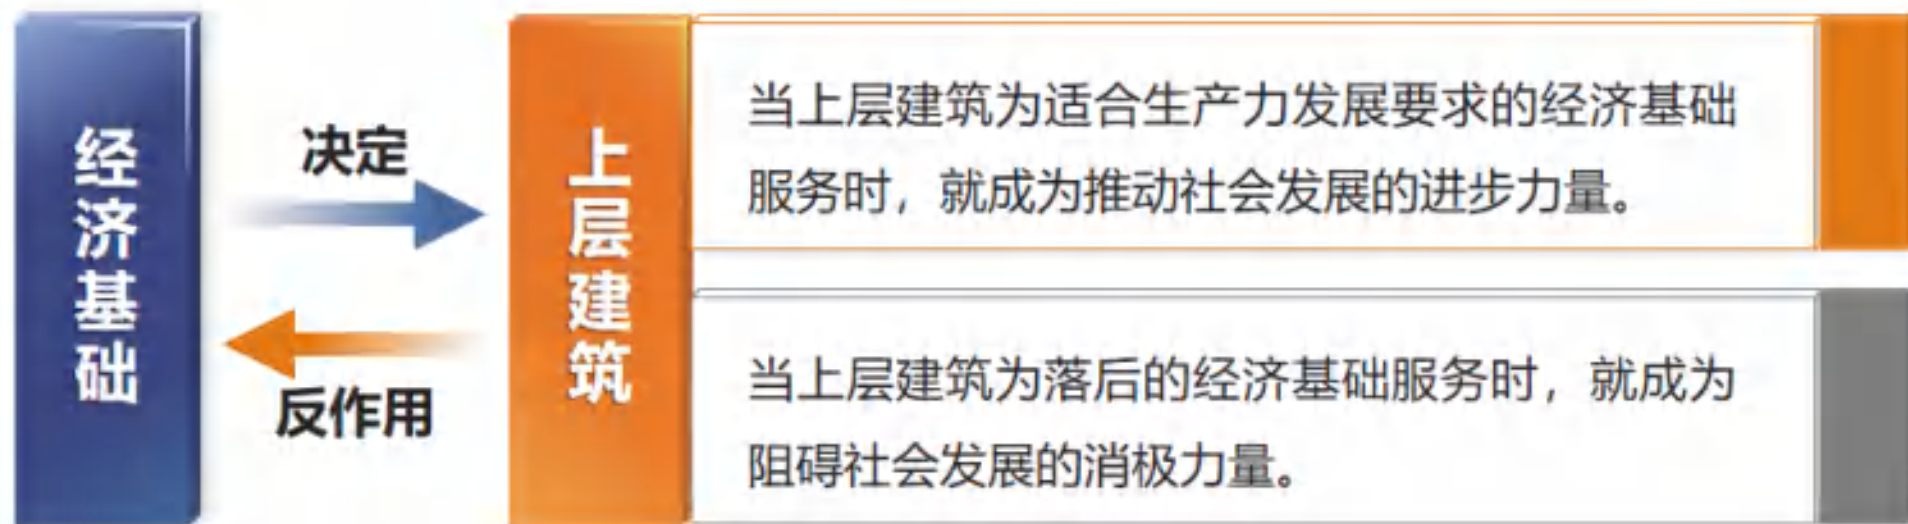 经济基础
决定
反作用
上层建筑
当上层建筑为适合生产力发展要求的经济基础
服务时，就成为推动社会发展的进步力量。
当上层建筑为落后的经济基础服务时，就成为
阻碍社会发展的消极力量。